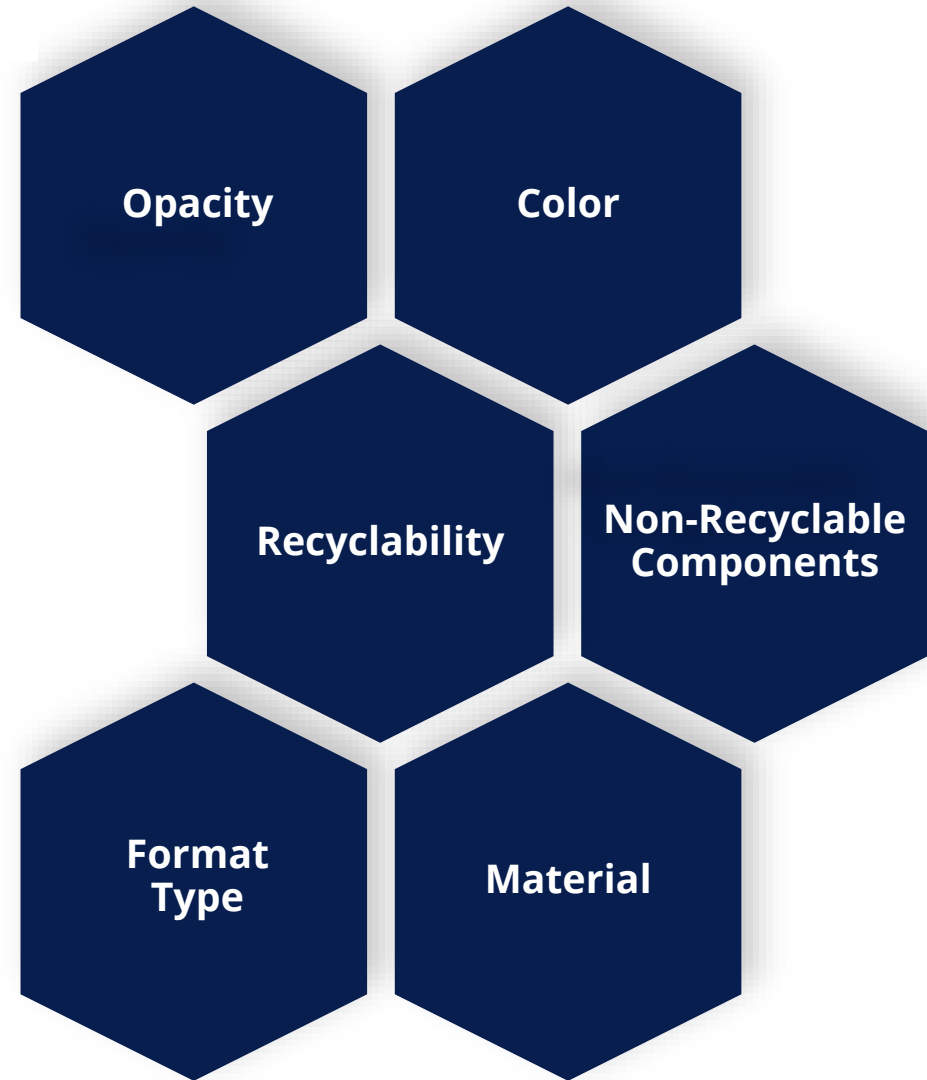 Opacity
Color
Recyclability
Non-Recyclable
Components
Format
Type
Material